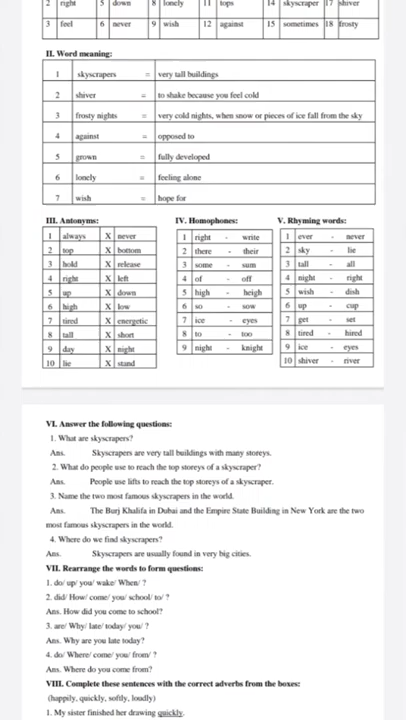 2 right 5 down 8 lonely 11 tops 14 skyscraper 17 shiver
3 feel 6 never 9 wish 12 against 15 sometimes 18 frosty
II. Word meaning:
1 skyscrapers = very tall buildings
2 shiver = to shake because you feel cold
3 frosty nights = very cold nights, when snow or pieces of ice fall from the sky
4 against = opposed to
5 grown = fully developed
6 lonely = feeling alone
7 wish = hope for
III. Antonyms:
1 always X never
2 top X bottom
3 hold X release
4 right X left
5 up X down
6 high X low
7 tired X energetic
8 tall X short
9 day X night
10 lie X stand
IV. Homophones:
1 right - write
2 there - their
3 some - sum
4 of - off
5 high - heigh
6 so - sow
7 ice - eyes
8 to - too
9 night - knight
V. Rhyming words:
1 ever - never
2 sky - lie
3 tall - all
4 night - right
5 wish - dish
6 up - cup
7 get - set
8 tired - hired
9 ice - eyes
10 shiver - river
VI. Answer the following questions:
1. What are skyscrapers?
Ans. Skyscrapers are very tall buildings with many storeys.
2. What do people use to reach the top storeys of a skyscraper?
Ans. People use lifts to reach the top storeys of a skyscraper.
3. Name the two most famous skyscrapers in the world.
Ans. The Burj Khalifa in Dubai and the Empire State Building in New York are the two
most famous skyscrapers in the world.
4. Where do we find skyscrapers?
Ans. Skyscrapers are usually found in very big cities.
VII. Rearrange the words to form questions:
1. do/ up/ you/ wake/ When/ ?
2. did/ How/ come/ you/ school/ to/ ?
Ans. How did you come to school?
3. are/ Why/ late/ today/ you/ ?
Ans. Why are you late today?
4. do/ Where/ come/ you/ from/ ?
Ans. Where do you come from?
VIII. Complete these sentences with the correct adverbs from the boxes:
(happily, quickly, softly, loudly)
1. My sister finished her drawing quickly.